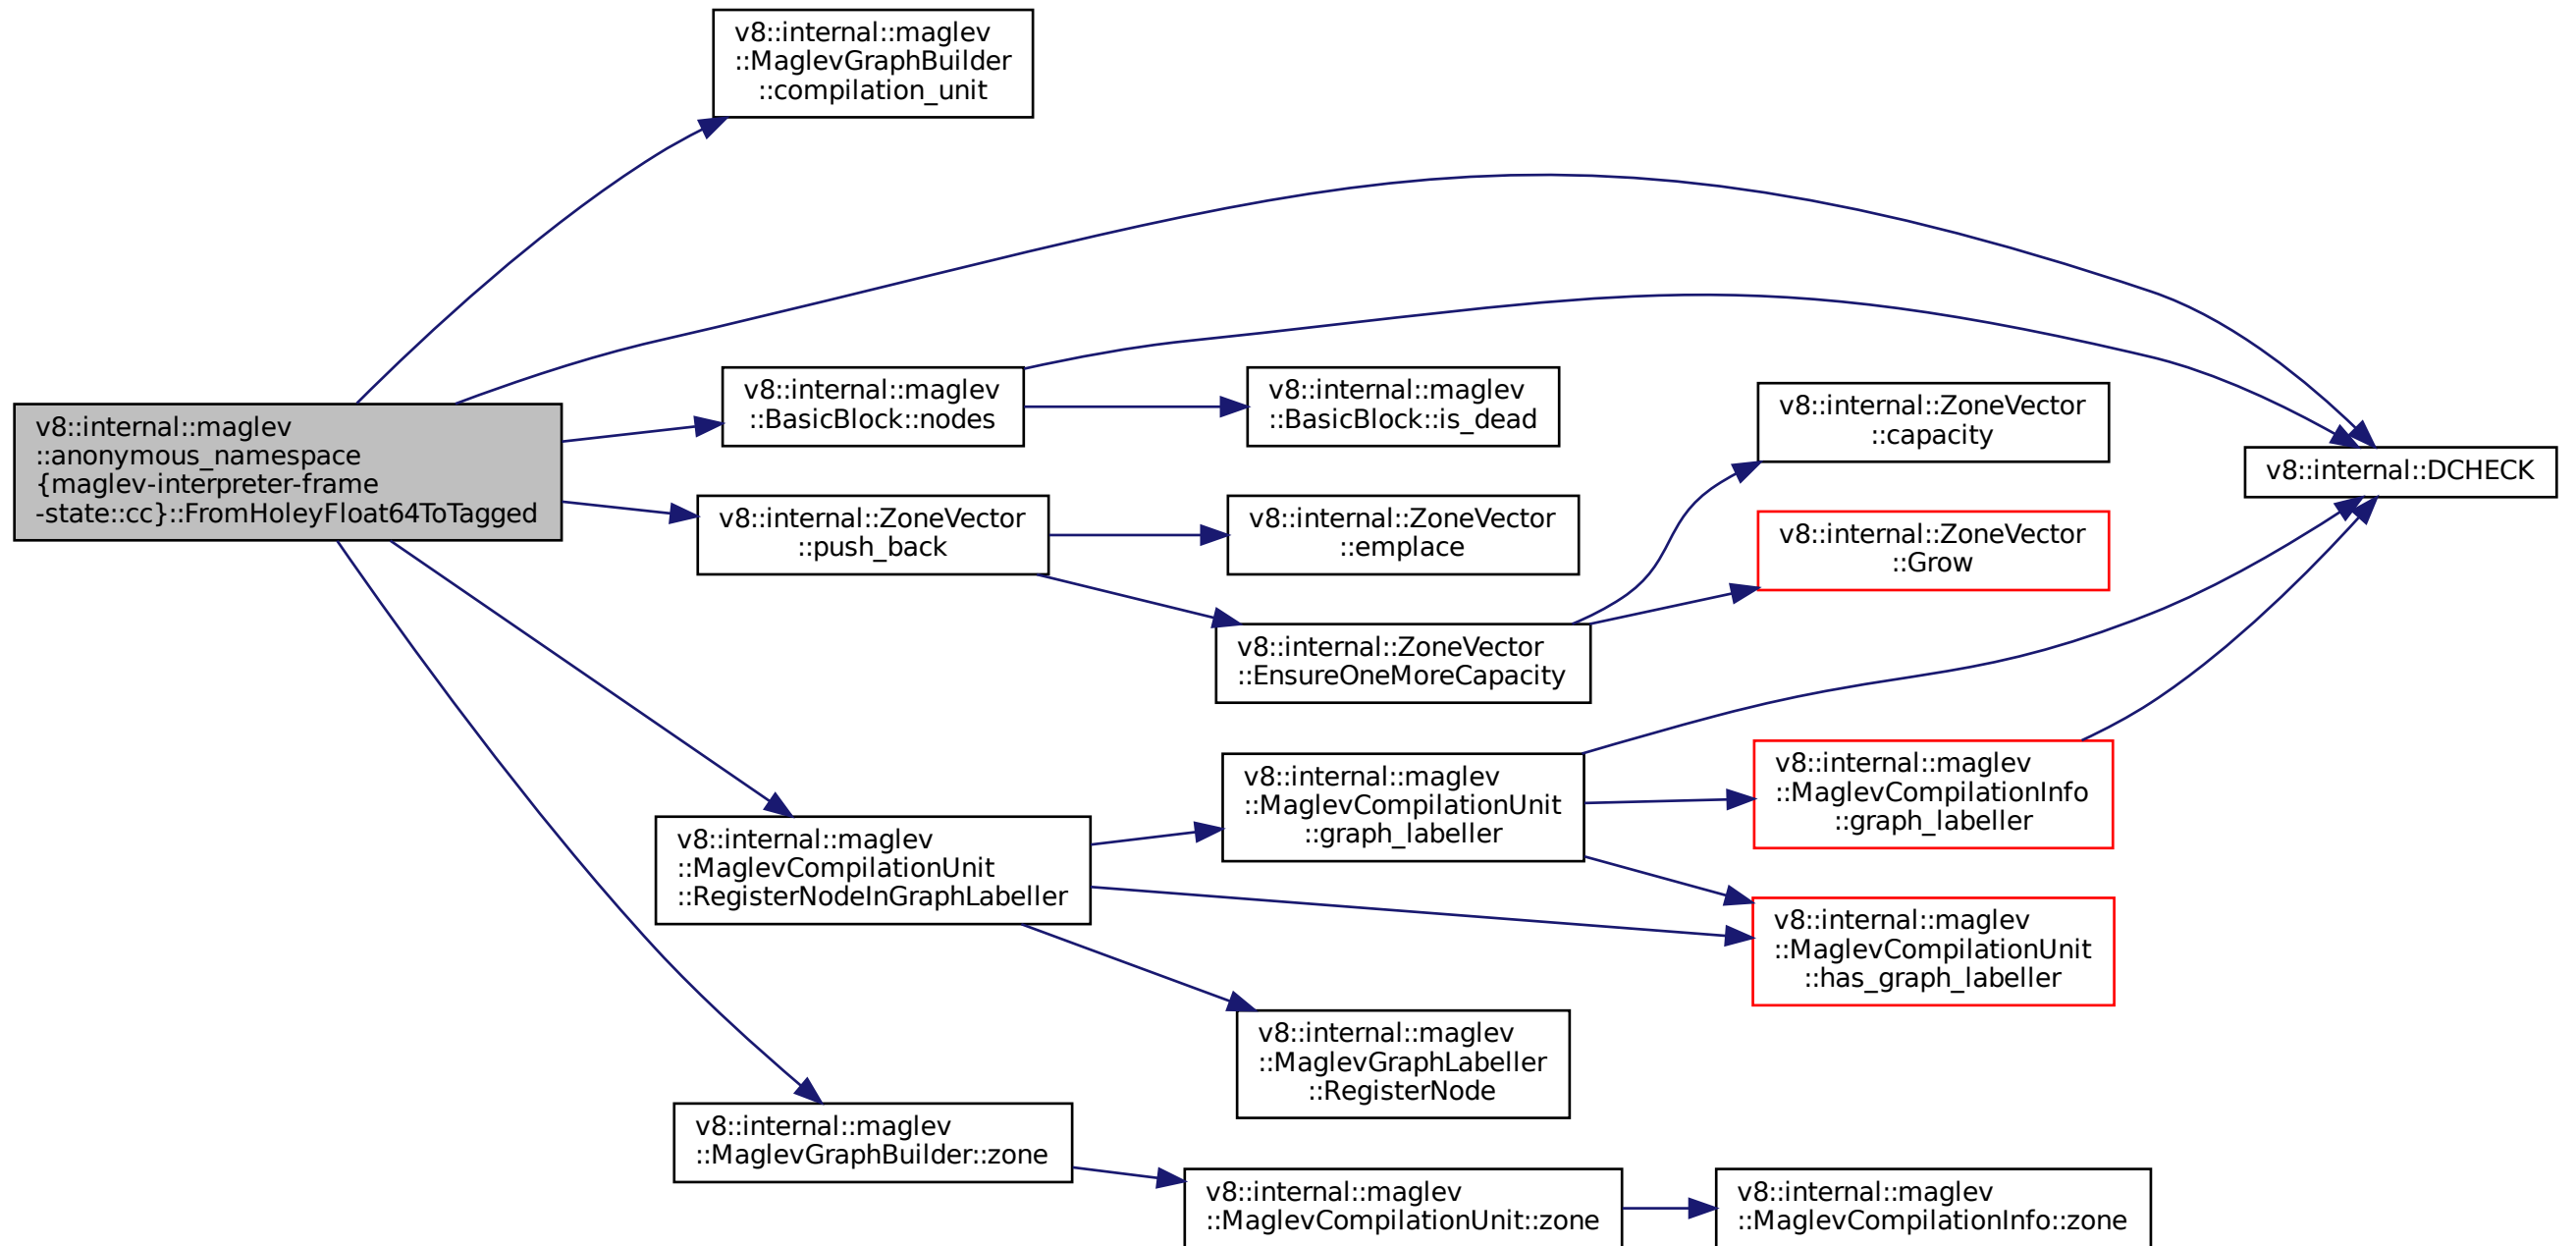 v8::internal::maglev
::MaglevGraphBuilder
::compilation_unit
v8::internal::maglev
::anonymous_namespace
{maglev-interpreter-frame
-state::cc}::FromHoleyFloat64ToTagged
v8::internal::maglev
::BasicBlock::nodes
v8::internal::maglev
::BasicBlock::is_dead
v8::internal::ZoneVector
::capacity
v8::internal::DCHECK
v8::internal::ZoneVector
::push_back
v8::internal::ZoneVector
::emplace
v8::internal::ZoneVector
::Grow
v8::internal::ZoneVector
::EnsureOneMoreCapacity
v8::internal::maglev
::MaglevCompilationUnit
::RegisterNodeInGraphLabeller
v8::internal::maglev
::MaglevCompilationUnit
::graph_labeller
v8::internal::maglev
::MaglevCompilationInfo
::graph_labeller
v8::internal::maglev
::MaglevCompilationUnit
::has_graph_labeller
v8::internal::maglev
::MaglevGraphLabeller
::RegisterNode
v8::internal::maglev
::MaglevGraphBuilder::zone
v8::internal::maglev
::MaglevCompilationUnit::zone
v8::internal::maglev
::MaglevCompilationInfo::zone